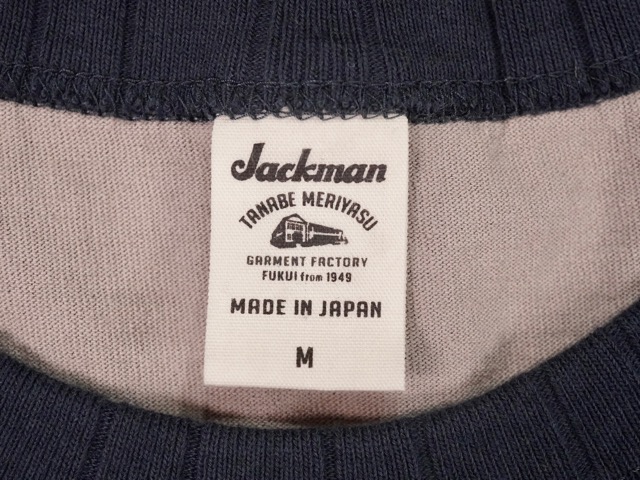 Jackman
TANABE MERIYASU
GARMENT FACTORY
FUKUI from 1949
MADE IN JAPAN
M